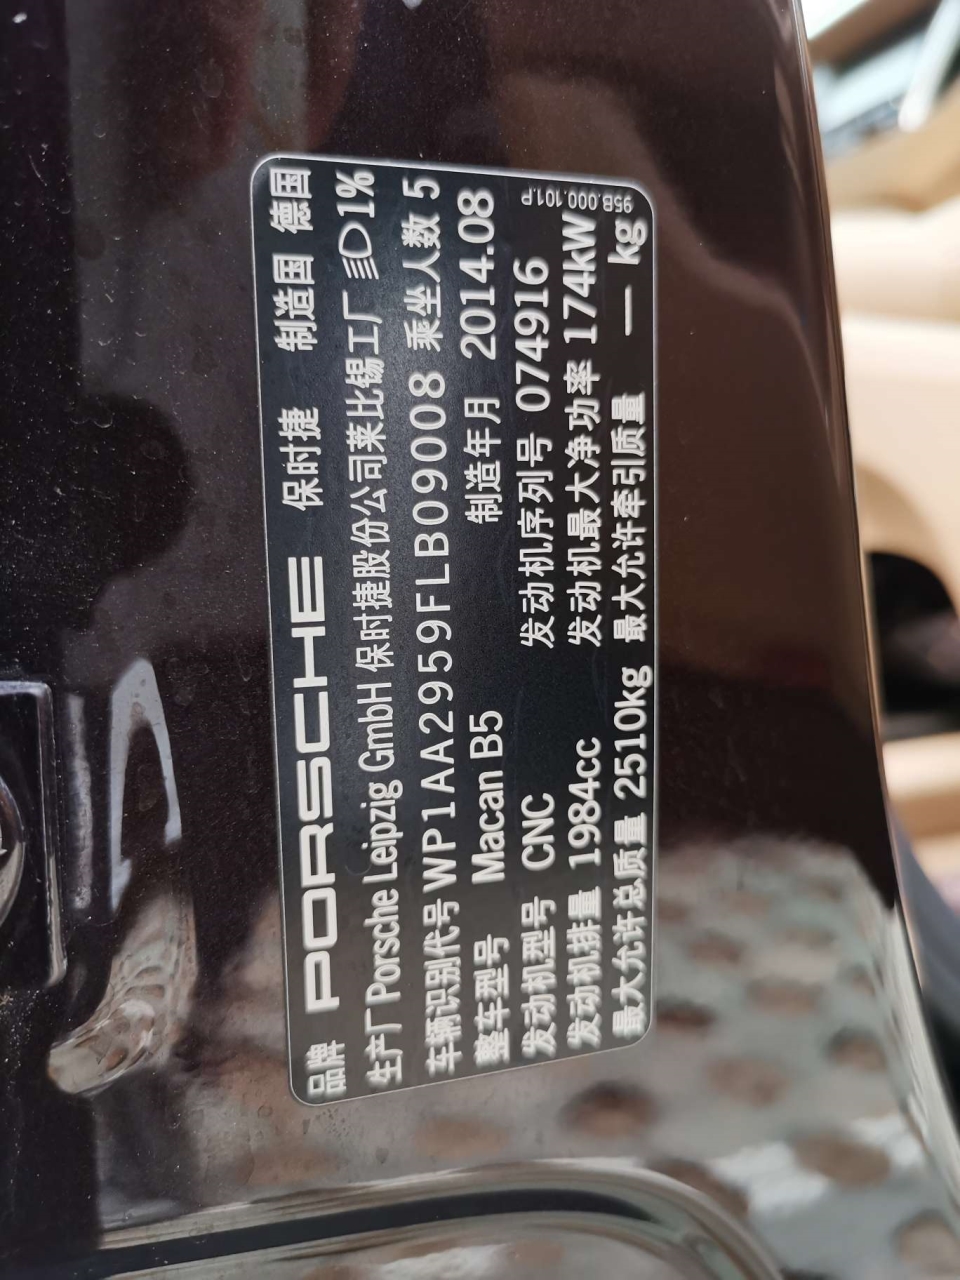 品牌 PORSCHE 保时捷 制造国 德国
生产厂 Porsche Leipzig GmbH 保时捷股份公司莱比锡工厂 1%
车辆识别代号 WP1AA2959FLB09008 乘坐人数 5
整车型号 Macan B5 制造年月 2014.08
发动机型号 CNC 发动机序列号 074916
发动机排量 1984cc 发动机最大净功率 174kW
最大允许总质量 2510kg 最大允许牵引质量 — kg
95B.000.101.P